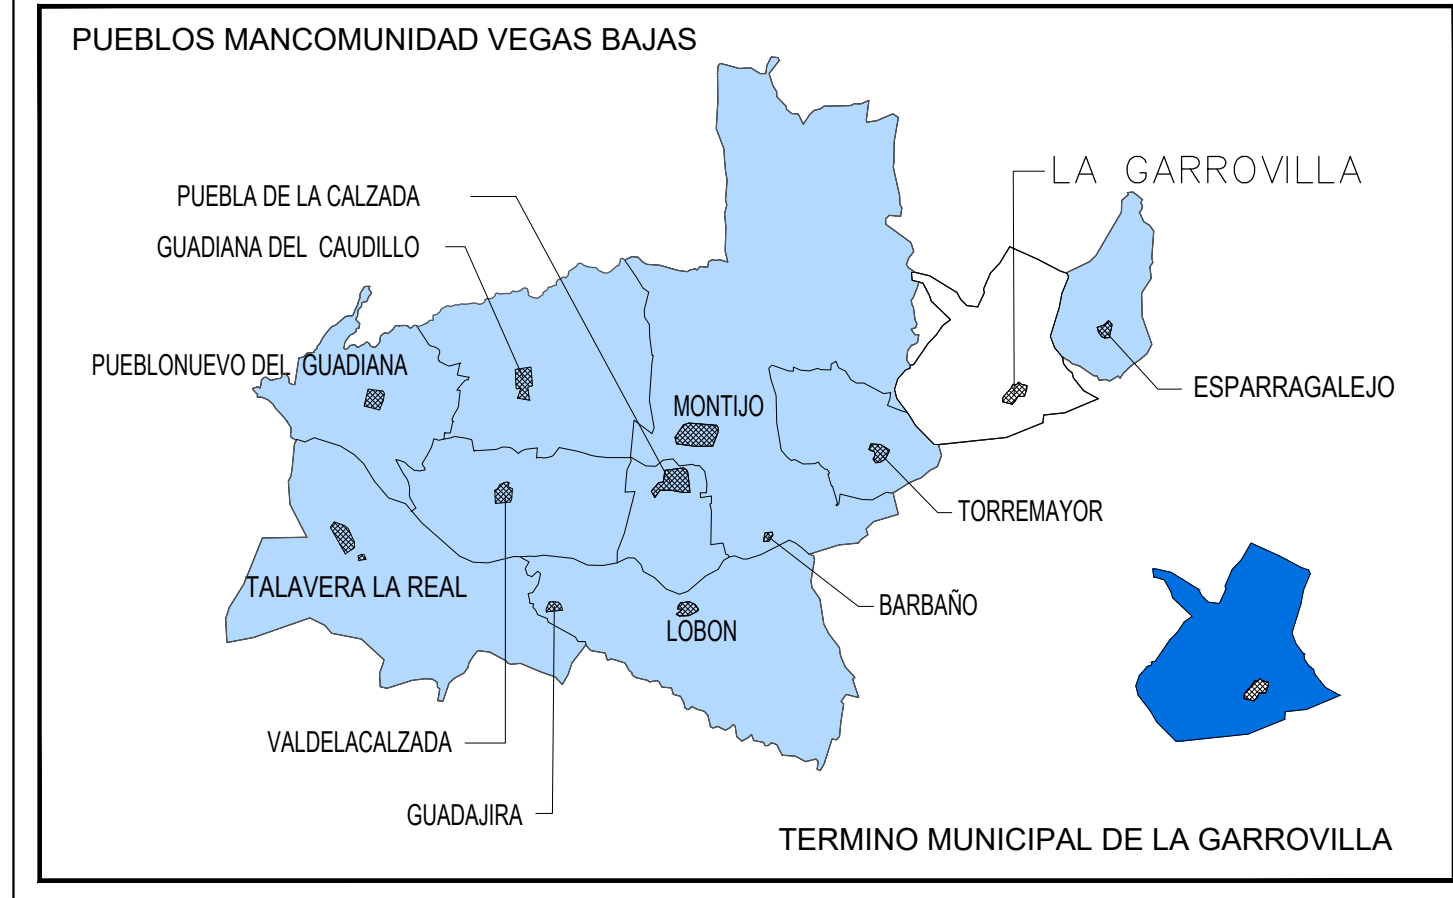 PUEBLOS MANCOMUNIDAD VEGAS BAJAS
LA GARROVILLA
PUEBLA DE LA CALZADA
GUADIANA DEL CAUDILLO
PUEBLONUEVO DEL GUADIANA
ESPARRAGALEJO
MONTIJO
TORREMAYOR
TALAVERA LA REAL
BARBAÑO
LOBON
VALDELACALZADA
GUADAJIRA
TERMINO MUNICIPAL DE LA GARROVILLA